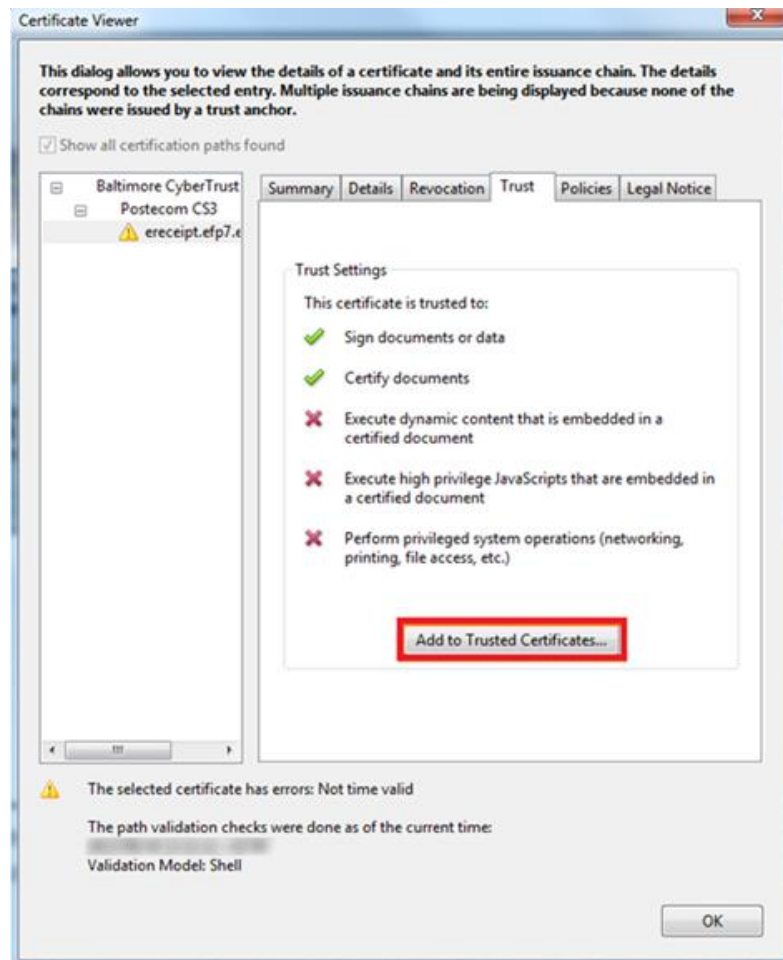 Certificate Viewer
This dialog allows you to view the details of a certificate and its entire issuance chain. The details
correspond to the selected entry. Multiple issuance chains are being displayed because none of the
chains were issued by a trust anchor.
Show all certification paths found
Baltimore CyberTrust
Postecom CS3
ereceipt.efp7.e
Summary Details Revocation Trust Policies Legal Notice
Trust Settings
This certificate is trusted to:
Sign documents or data
Certify documents
Execute dynamic content that is embedded in a
certified document
Execute high privilege JavaScripts that are embedded in
a certified document
Perform privileged system operations (networking,
printing, file access, etc.)
Add to Trusted Certificates...
The selected certificate has errors: Not time valid
The path validation checks were done as of the current time:
Validation Model: Shell
OK